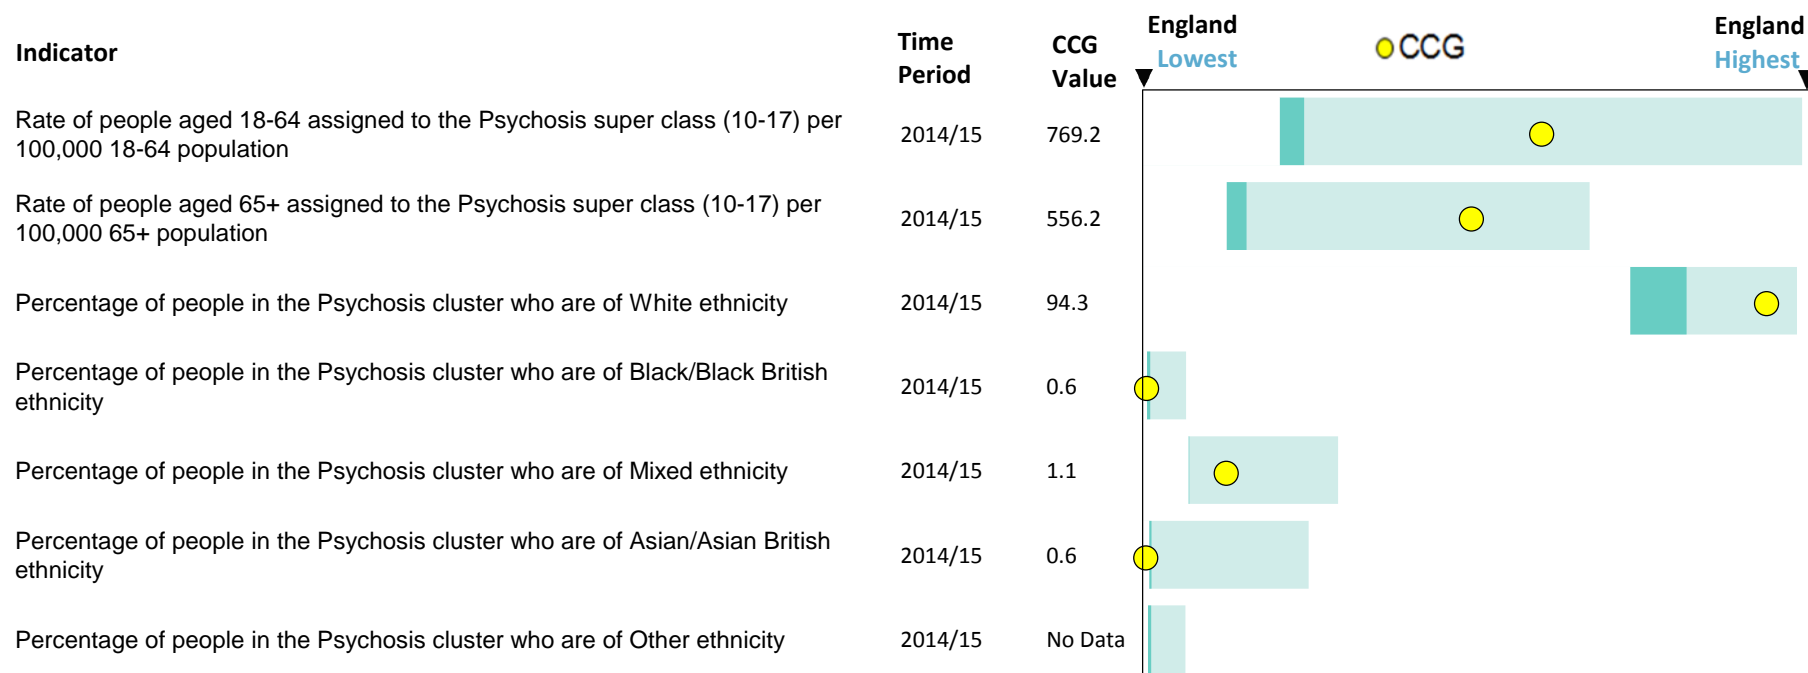 Indicator
Time
Period
CCG
Value
England
Lowest
CCG
England
Highest
Rate of people aged 18-64 assigned to the Psychosis super class (10-17) per
100,000 18-64 population
2014/15
769.2
Rate of people aged 65+ assigned to the Psychosis super class (10-17) per
100,000 65+ population
2014/15
556.2
Percentage of people in the Psychosis cluster who are of White ethnicity
2014/15
94.3
Percentage of people in the Psychosis cluster who are of Black/Black British
ethnicity
2014/15
0.6
Percentage of people in the Psychosis cluster who are of Mixed ethnicity
2014/15
1.1
Percentage of people in the Psychosis cluster who are of Asian/Asian British
ethnicity
2014/15
0.6
Percentage of people in the Psychosis cluster who are of Other ethnicity
2014/15
No Data